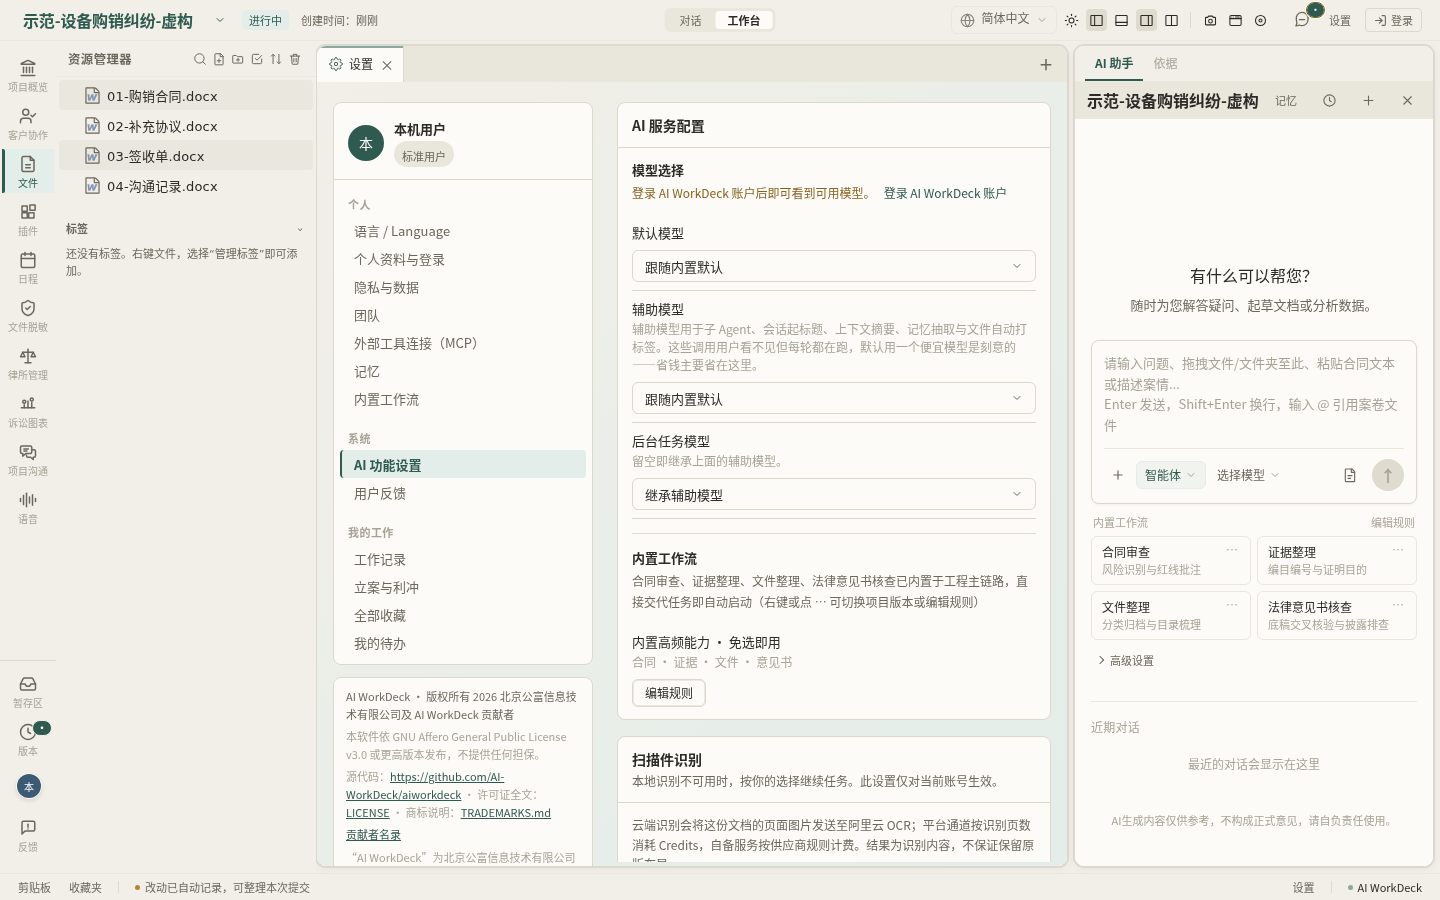 示范-设备购销纠纷-虚构
进行中
创建时间：刚刚
对话
工作台
简体中文
设置
登录
项目概览
客户协作
文件
插件
日程
文件脱敏
律所管理
诉讼图表
项目沟通
语音
暂存区
版本
本
反馈
资源管理器
01-购销合同.docx
02-补充协议.docx
03-签收单.docx
04-沟通记录.docx
标签
还没有标签。右键文件，选择“管理标签”即可添
加。
设置
本
本机用户
标准用户
个人
语言 / Language
个人资料与登录
隐私与数据
团队
外部工具连接（MCP）
记忆
内置工作流
系统
AI 功能设置
用户反馈
我的工作
工作记录
立案与利冲
全部收藏
我的待办
AI WorkDeck · 版权所有 2026 北京公富信息技
术有限公司及 AI WorkDeck 贡献者
本软件依 GNU Affero General Public License
v3.0 或更高版本发布，不提供任何担保。
源代码：https://github.com/AI-
WorkDeck/aiworkdeck · 许可证全文：
LICENSE · 商标说明：TRADEMARKS.md
贡献者名录
“AI WorkDeck”为北京公富信息技术有限公司
AI 服务配置
模型选择
登录 AI WorkDeck 账户后即可看到可用模型。 登录 AI WorkDeck 账户
默认模型
跟随内置默认
辅助模型
辅助模型用于子 Agent、会话起标题、上下文摘要、记忆抽取与文件自动打
标签。这些调用用户看不见但每轮都在跑，默认用一个便宜模型是刻意的
——省钱主要省在这里。
跟随内置默认
后台任务模型
留空即继承上面的辅助模型。
继承辅助模型
内置工作流
合同审查、证据整理、文件整理、法律意见书核查已内置于工程主链路，直
接交代任务即自动启动（右键或点 ··· 可切换项目版本或编辑规则）
内置高频能力 · 免选即用
合同 · 证据 · 文件 · 意见书
编辑规则
扫描件识别
本地识别不可用时，按你的选择继续任务。此设置仅对当前账号生效。
云端识别会将这份文档的页面图片发送至阿里云 OCR；平台通道按识别页数
消耗 Credits，自备服务按供应商规则计费。结果为识别内容，不保证保留原
版布局
AI 助手
依据
示范-设备购销纠纷-虚构
记忆
有什么可以帮您？
随时为您解答疑问、起草文档或分析数据。
请输入问题、拖拽文件/文件夹至此、粘贴合同文本
或描述案情...
Enter 发送，Shift+Enter 换行，输入 @ 引用案卷文
件
智能体
选择模型
内置工作流
编辑规则
合同审查
风险识别与红线批注
证据整理
编目编号与证明目的
文件整理
分类归档与目录梳理
法律意见书核查
底稿交叉核验与披露排查
高级设置
近期对话
最近的对话会显示在这里
AI生成内容仅供参考，不构成正式意见，请自负责任使用。
剪贴板
收藏夹
改动已自动记录，可整理本次提交
设置
AI WorkDeck